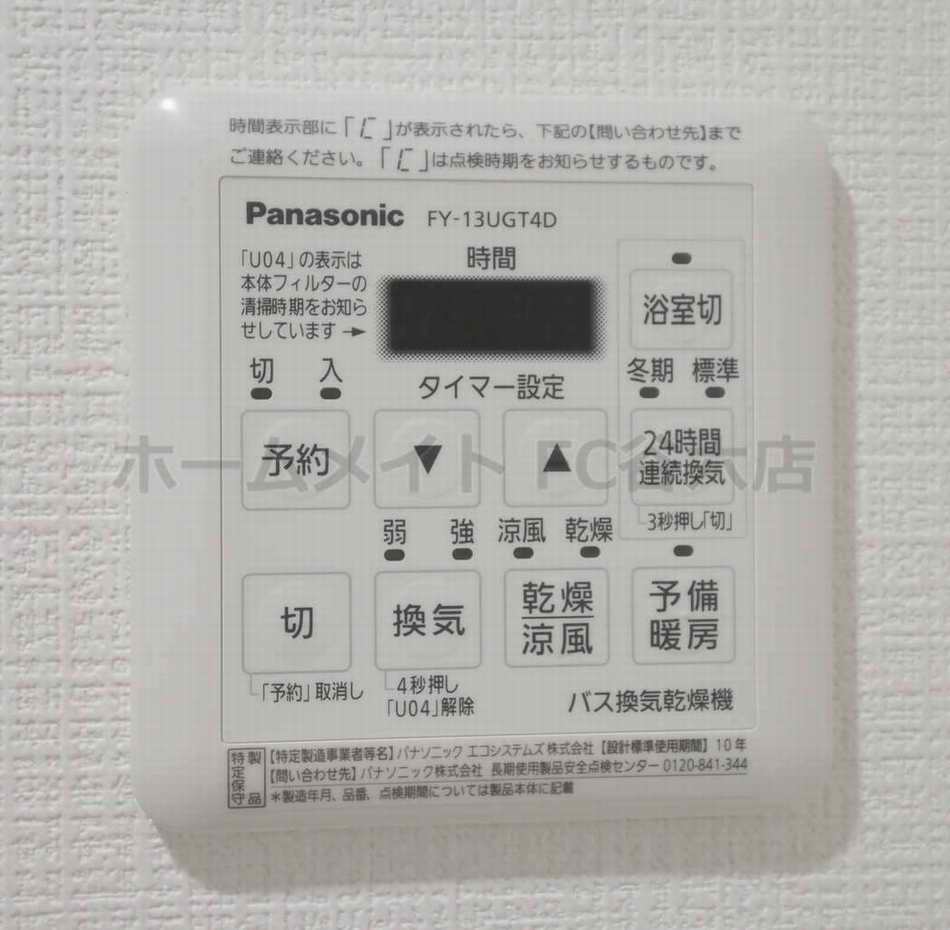 時間表示部に「[」が表示されたら、下記の【問い合わせ先】まで
ご連絡ください。「[」は点検時期をお知らせするものです。
Panasonic FY-13UGT4D
「U04」の表示は
本体フィルターの
清掃時期をお知ら
せしています→
時間
浴室切
切 入
タイマー設定
冬期 標準
予約
▼
▲
24時間
連続換気
3秒押し「切」
ホームメイトFC
店
弱 強 涼風 乾燥
切
換気
乾燥
涼風
予備
暖房
「予約」取消し
4秒押し
「U04」解除
バス換気乾燥機
特定保守製品
【特定製造事業者等名】パナソニック エコシステムズ株式会社【設計標準使用期間】10年
【問い合わせ先】パナソニック株式会社 長期使用製品安全点検センター 0120-841-344
＊製造年月、品番、点検期間については製品本体に記載